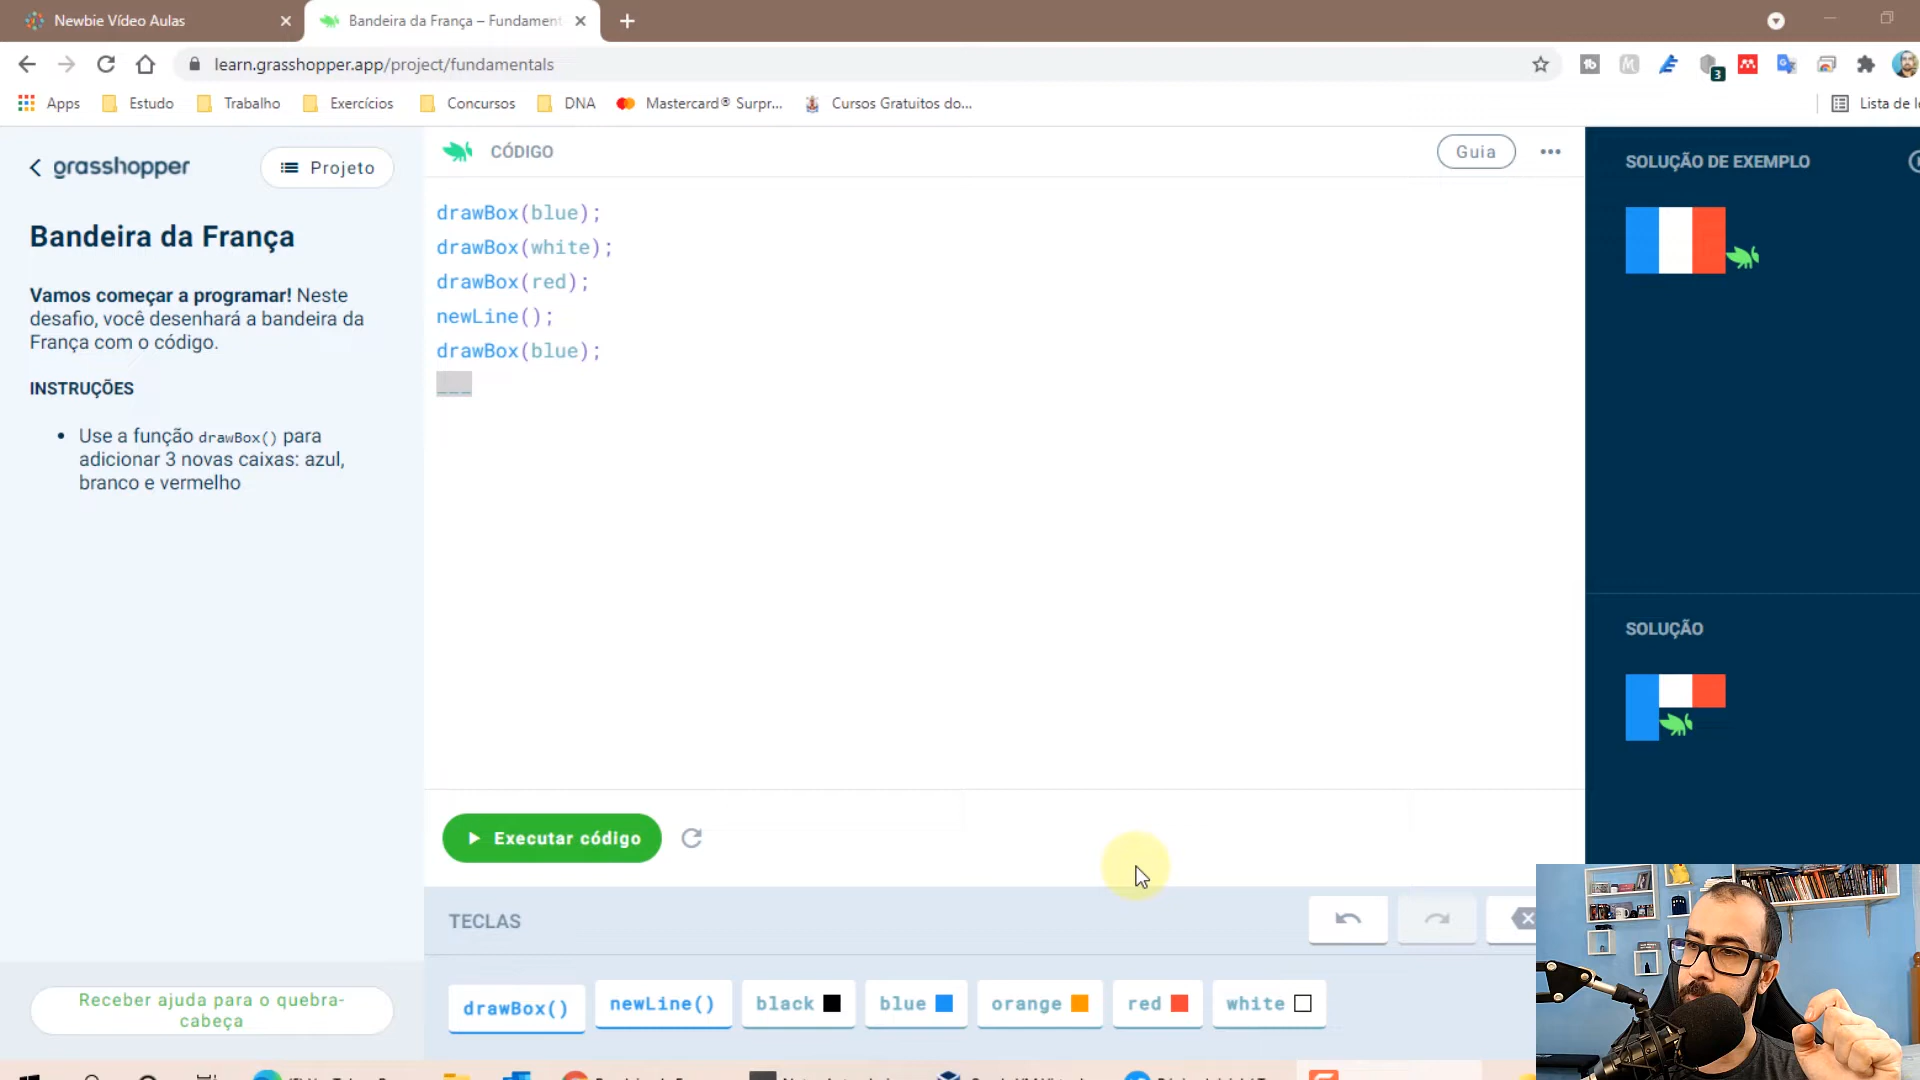 Newbie Vídeo Aulas
Bandeira da França – Fundament
learn.grasshopper.app/project/fundamentals
Apps
Estudo
Trabalho
Exercícios
Concursos
DNA
Mastercard® Surpr...
Cursos Gratuitos do...
Lista de l
grasshopper
Projeto
Bandeira da França
Vamos começar a programar! Neste
desafio, você desenhará a bandeira da
França com o código.
INSTRUÇÕES
Use a função drawBox() para
adicionar 3 novas caixas: azul,
branco e vermelho
Receber ajuda para o quebra-
cabeça
CÓDIGO
Guia
drawBox(blue);
drawBox(white);
drawBox(red);
newLine();
drawBox(blue);
___
Executar código
TECLAS
drawBox()
newLine()
black
blue
orange
red
white
SOLUÇÃO DE EXEMPLO
SOLUÇÃO